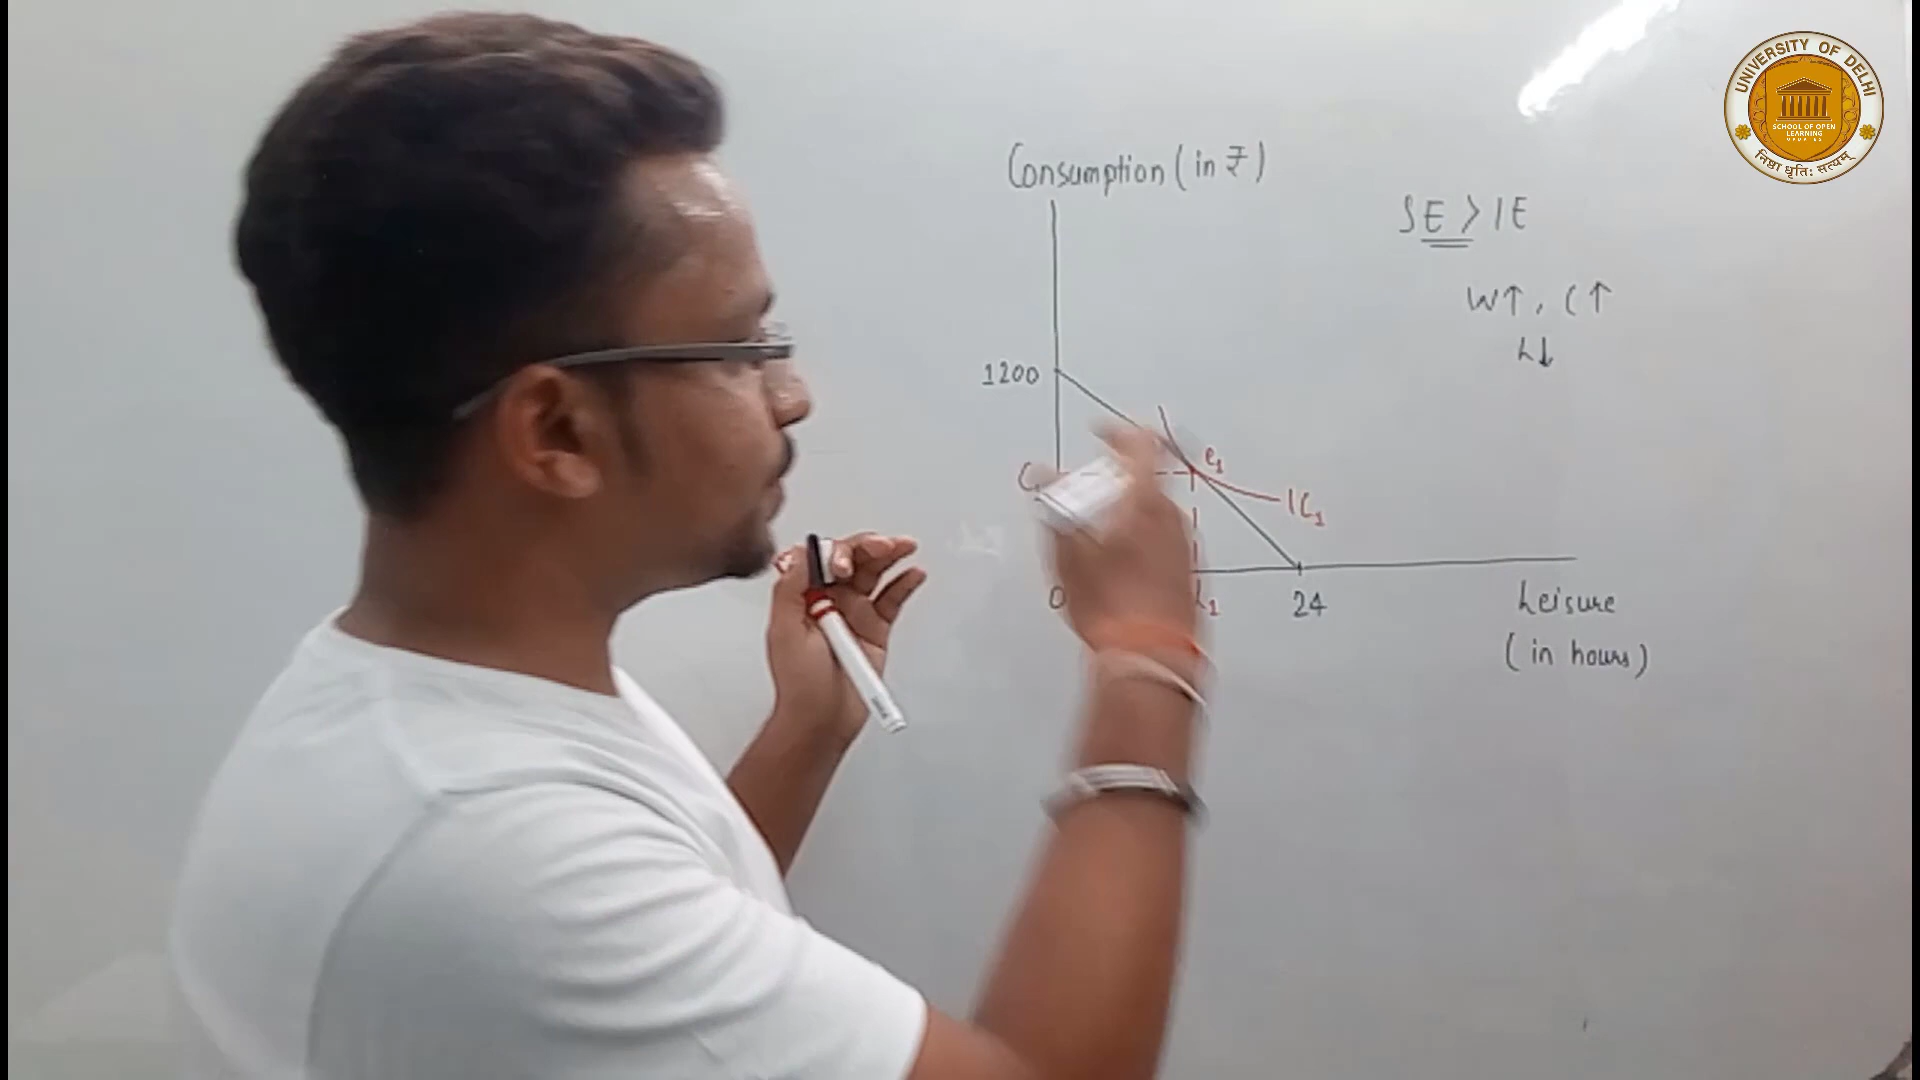 UNIVERSITY OF DELHI
SCHOOL OF OPEN
LEARNING
निष्ठा धृति: सत्यम्
Consumption (in ₹)
SE > IE
W↑, C↑
L↓
1200
e₁
C
IC₁
0
L₁
24
Leisure
(in hours)